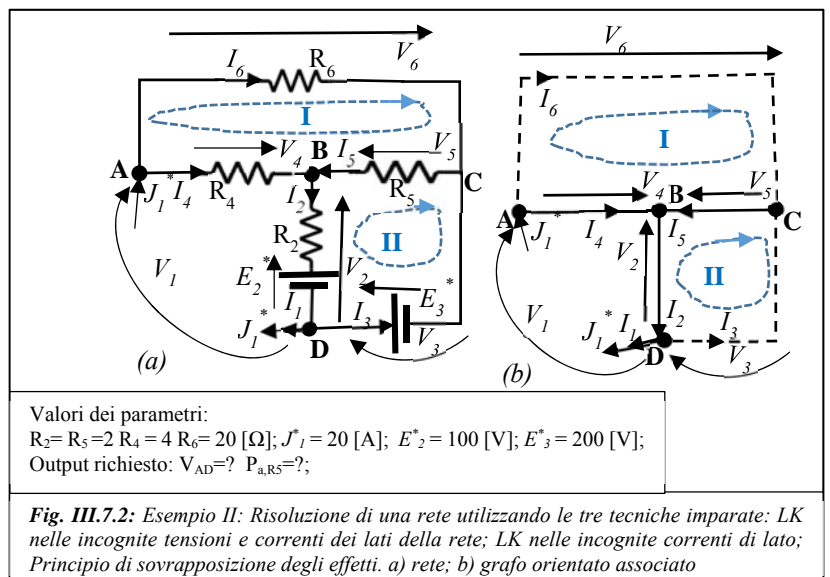 V6 V6
I6 R6
(a) (b)
I6
I I
A V4 B I5 V5 C
J1* I4 R4 I2 R5
A V4 B V5 C
J1* I4 I5
R2 II
V2 II
V1 E2* V2 E3*
V1 I2
J1* I1 I3 V3
J1* I1 I3 V3
D D
(a) (b)
Valori dei parametri:
R2= R5 =2 R4 = 4 R6= 20 [Ω]; J*1 = 20 [A]; E*2 = 100 [V]; E*3 = 200 [V];
Output richiesto: VAD=? Pa,R5=?;
Fig. III.7.2: Esempio II: Risoluzione di una rete utilizzando le tre tecniche imparate: LK
nelle incognite tensioni e correnti dei lati della rete; LK nelle incognite correnti di lato;
Principio di sovrapposizione degli effetti. a) rete; b) grafo orientato associato